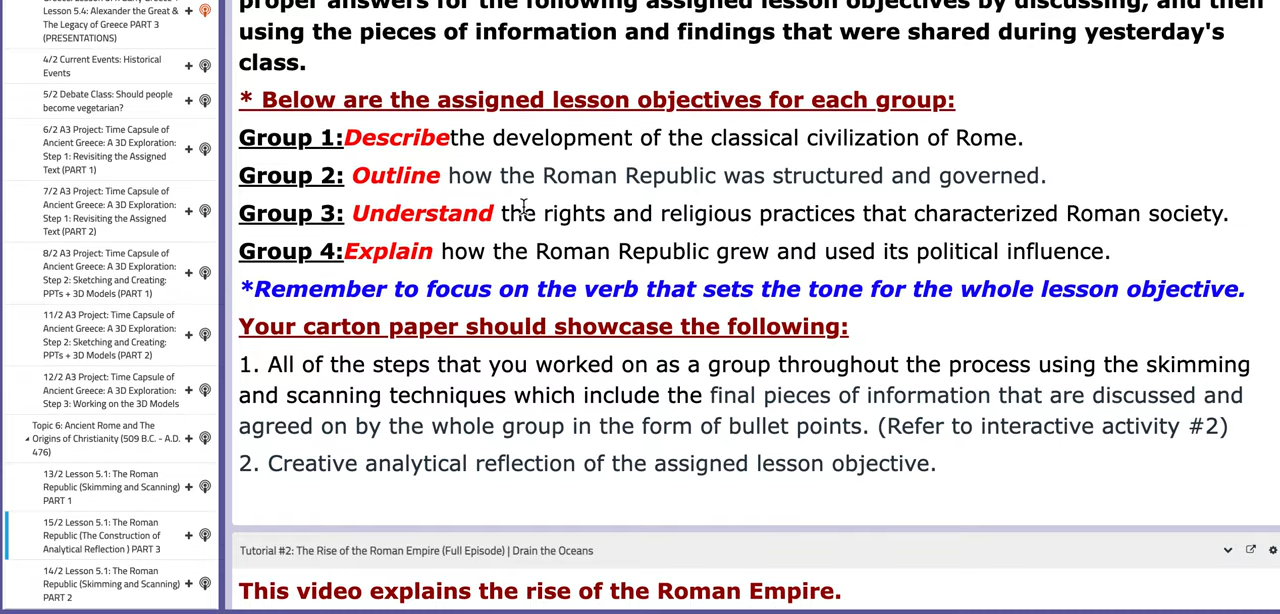 Lesson 5.4: Alexander the Great &
The Legacy of Greece PART 3
(PRESENTATIONS)
4/2 Current Events: Historical
Events
5/2 Debate Class: Should people
become vegetarian?
6/2 A3 Project: Time Capsule of
Ancient Greece: A 3D Exploration:
Step 1: Revisiting the Assigned
Text (PART 1)
7/2 A3 Project: Time Capsule of
Ancient Greece: A 3D Exploration:
Step 1: Revisiting the Assigned
Text (PART 2)
8/2 A3 Project: Time Capsule of
Ancient Greece: A 3D Exploration:
Step 2: Sketching and Creating:
PPTs + 3D Models (PART 1)
11/2 A3 Project: Time Capsule of
Ancient Greece: A 3D Exploration:
Step 2: Sketching and Creating:
PPTs + 3D Models (PART 2)
12/2 A3 Project: Time Capsule of
Ancient Greece: A 3D Exploration:
Step 3: Working on the 3D Models
Topic 6: Ancient Rome and The
Origins of Christianity (509 B.C. - A.D.
476)
13/2 Lesson 5.1: The Roman
Republic (Skimming and Scanning)
PART 1
15/2 Lesson 5.1: The Roman
Republic (The Construction of
Analytical Reflection ) PART 3
14/2 Lesson 5.1: The Roman
Republic (Skimming and Scanning)
PART 2
proper answers for the following assigned lesson objectives by discussing, and then
using the pieces of information and findings that were shared during yesterday's
class.
* Below are the assigned lesson objectives for each group:
Group 1:Describethe development of the classical civilization of Rome.
Group 2: Outline how the Roman Republic was structured and governed.
Group 3: Understand the rights and religious practices that characterized Roman society.
Group 4:Explain how the Roman Republic grew and used its political influence.
*Remember to focus on the verb that sets the tone for the whole lesson objective.
Your carton paper should showcase the following:
1. All of the steps that you worked on as a group throughout the process using the skimming
and scanning techniques which include the final pieces of information that are discussed and
agreed on by the whole group in the form of bullet points. (Refer to interactive activity #2)
2. Creative analytical reflection of the assigned lesson objective.
Tutorial #2: The Rise of the Roman Empire (Full Episode) | Drain the Oceans
This video explains the rise of the Roman Empire.